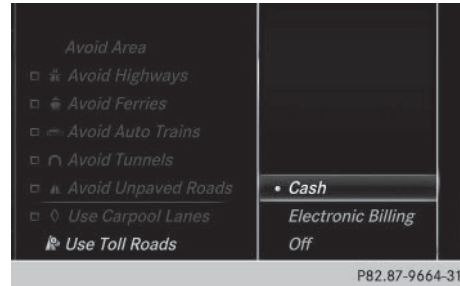 Avoid Area
Avoid Highways
Avoid Ferries
Avoid Auto Trains
Avoid Tunnels
Avoid Unpaved Roads
Use Carpool Lanes
Use Toll Roads
• Cash
Electronic Billing
Off
P82.87-9664-31